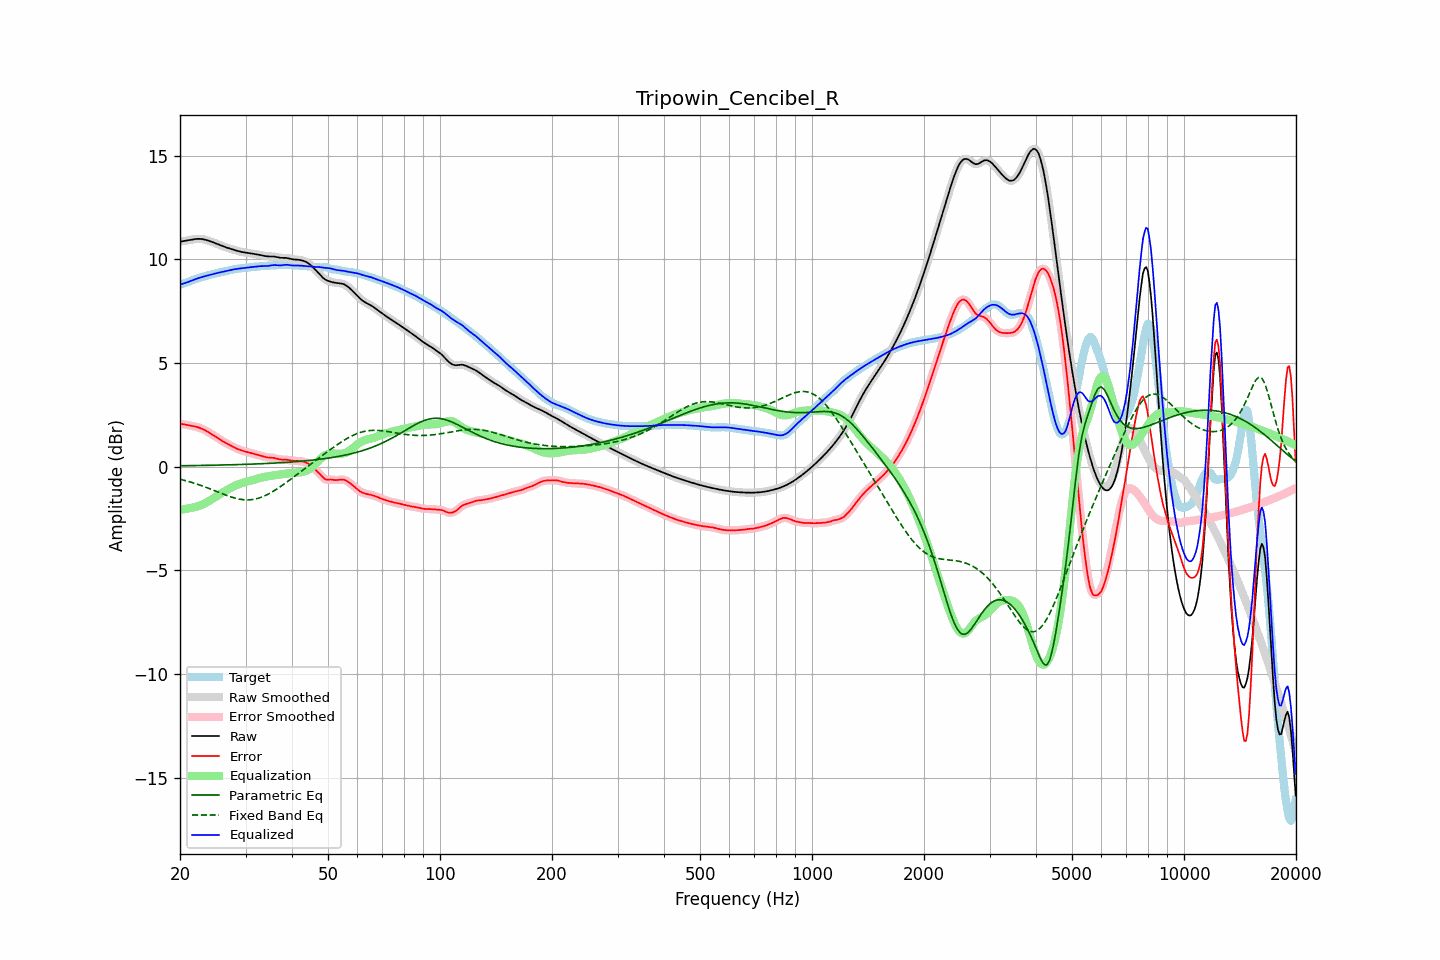 Tripowin_Cencibel_R
Amplitude (dBr)
15
10
5
0
−5
−10
−15
Target
Raw Smoothed
Error Smoothed
Raw
Error
Equalization
Parametric Eq
Fixed Band Eq
Equalized
20 50 100 200 500 1000 2000 5000 10000 20000
Frequency (Hz)